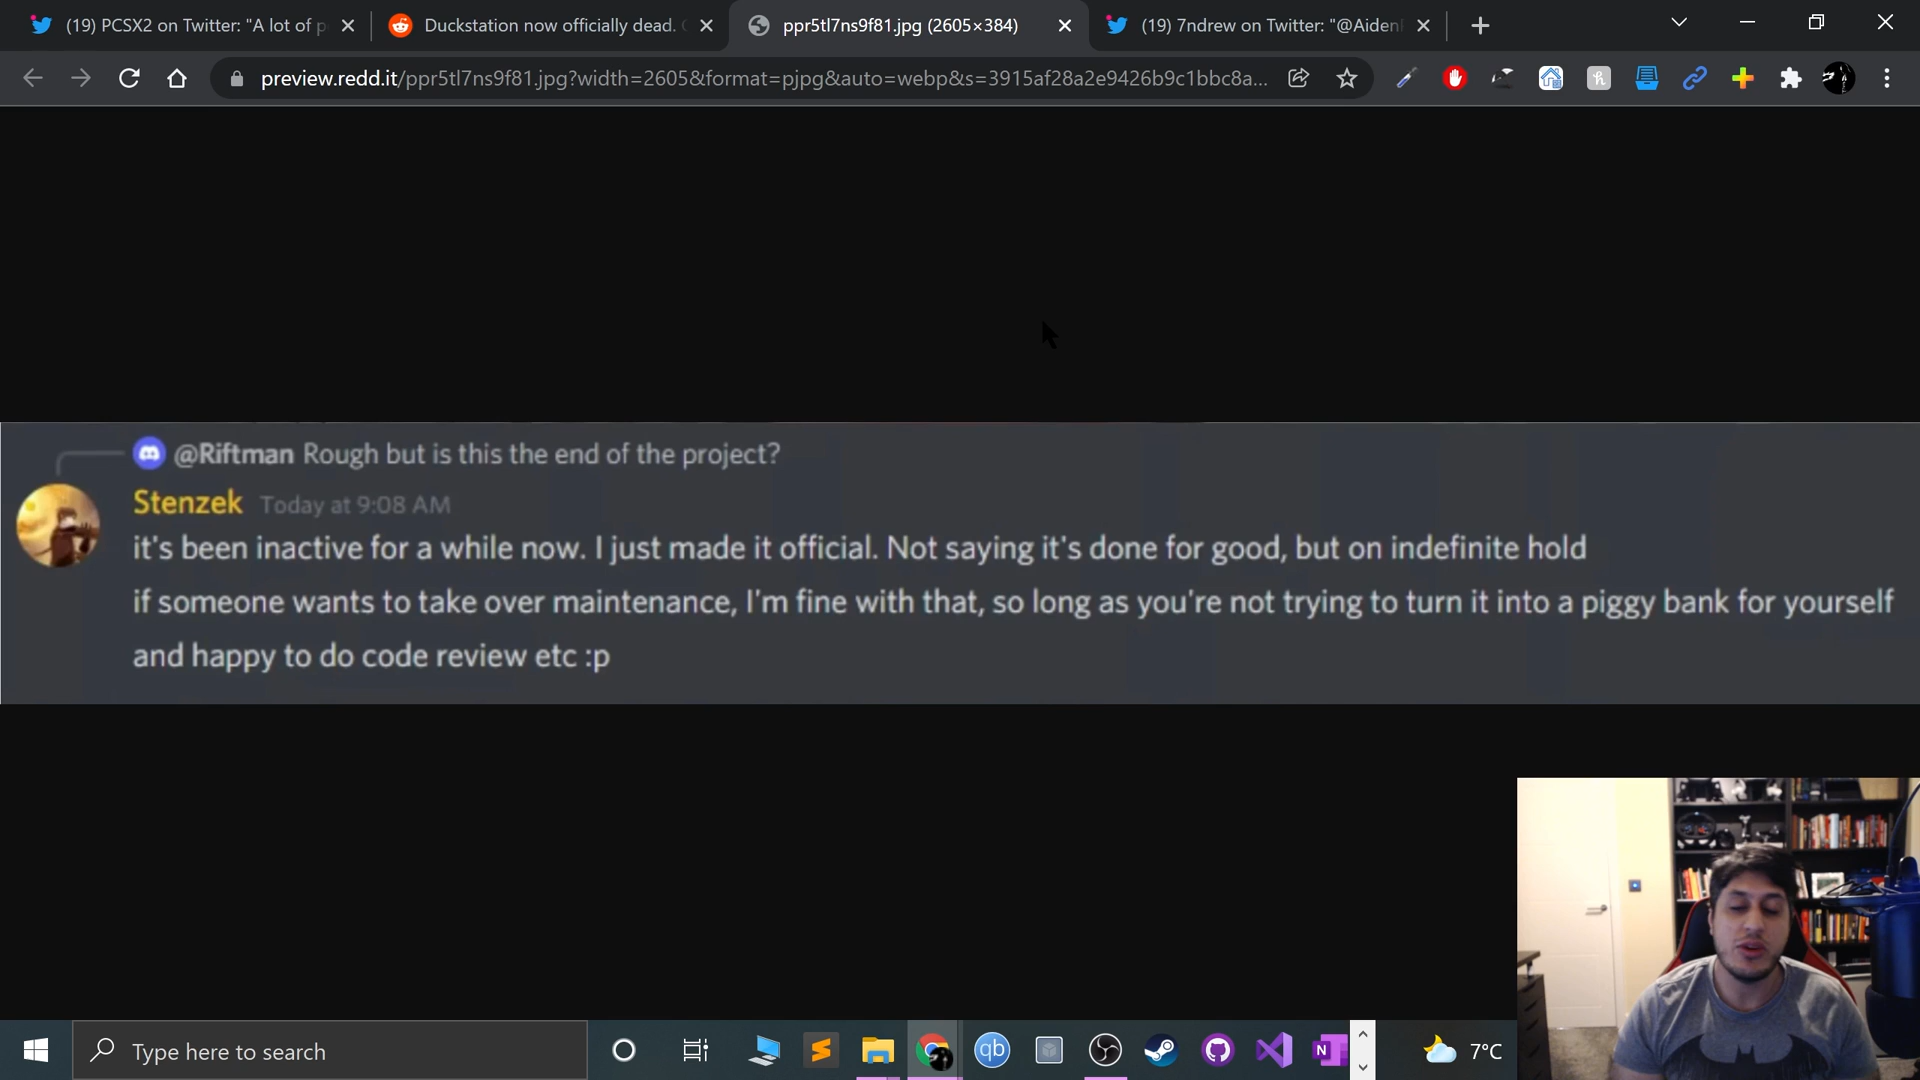 (19) PCSX2 on Twitter: "A lot of p
Duckstation now officially dead.
ppr5tl7ns9f81.jpg (2605×384)
(19) 7ndrew on Twitter: "@Aiden
preview.redd.it/ppr5tl7ns9f81.jpg?width=2605&format=pjpg&auto=webp&s=3915af28a2e9426b9c1bbc8a...
@Riftman Rough but is this the end of the project?
Stenzek Today at 9:08 AM
it's been inactive for a while now. I just made it official. Not saying it's done for good, but on indefinite hold
if someone wants to take over maintenance, I'm fine with that, so long as you're not trying to turn it into a piggy bank for yourself
and happy to do code review etc :p
Type here to search
qb
N
7°C